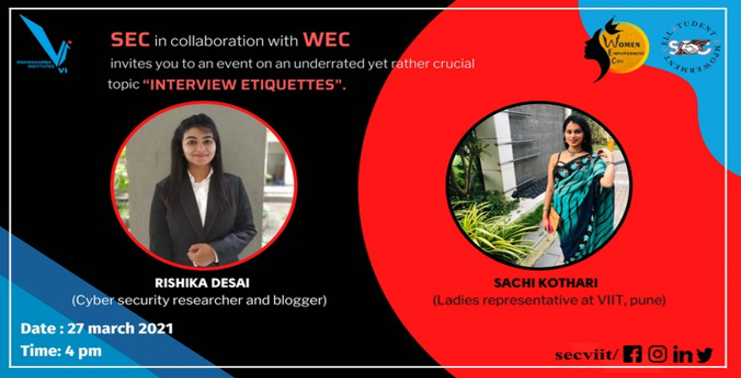 VISHWAKARMA
INSTITUTES
VI
SEC in collaboration with WEC
invites you to an event on an underrated yet rather crucial
topic “INTERVIEW ETIQUETTES”.
WOMEN
EMPOWERMENT
CELL
STUDENT EMPOWERMENT CELL
SEC
RISHIKA DESAI
(Cyber security researcher and blogger)
SACHI KOTHARI
(Ladies representative at VIIT, pune)
Date : 27 march 2021
Time: 4 pm
secviit/